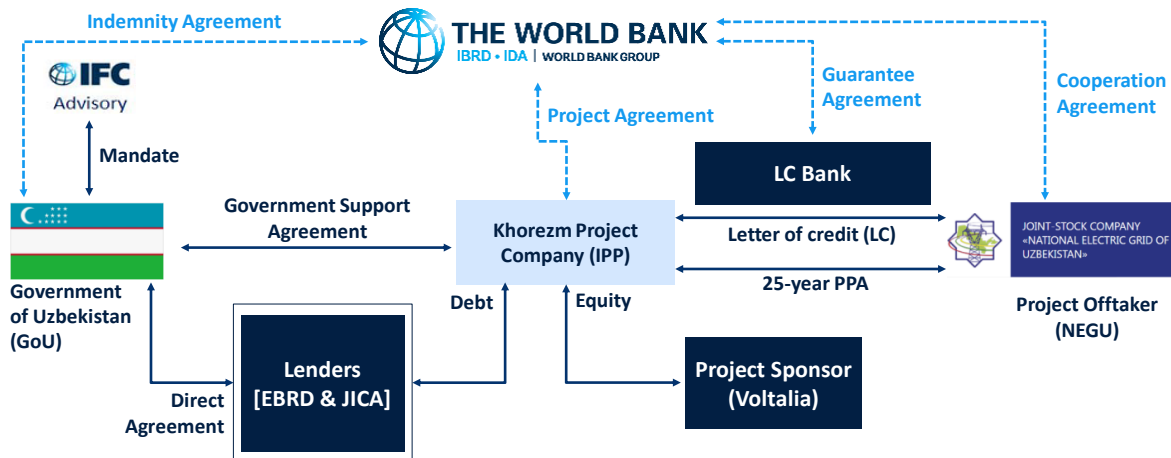 Indemnity Agreement
THE WORLD BANK
IBRD • IDA | WORLD BANK GROUP
IFC
Advisory
Guarantee
Agreement
Cooperation
Agreement
Project Agreement
Mandate
LC Bank
Government Support
Agreement
Khorezm Project
Company (IPP)
Letter of credit (LC)
JOINT-STOCK COMPANY
«NATIONAL ELECTRIC GRID OF
UZBEKISTAN»
25-year PPA
Government
of Uzbekistan
(GoU)
Debt
Equity
Project Offtaker
(NEGU)
Lenders
[EBRD & JICA]
Project Sponsor
(Voltalia)
Direct
Agreement